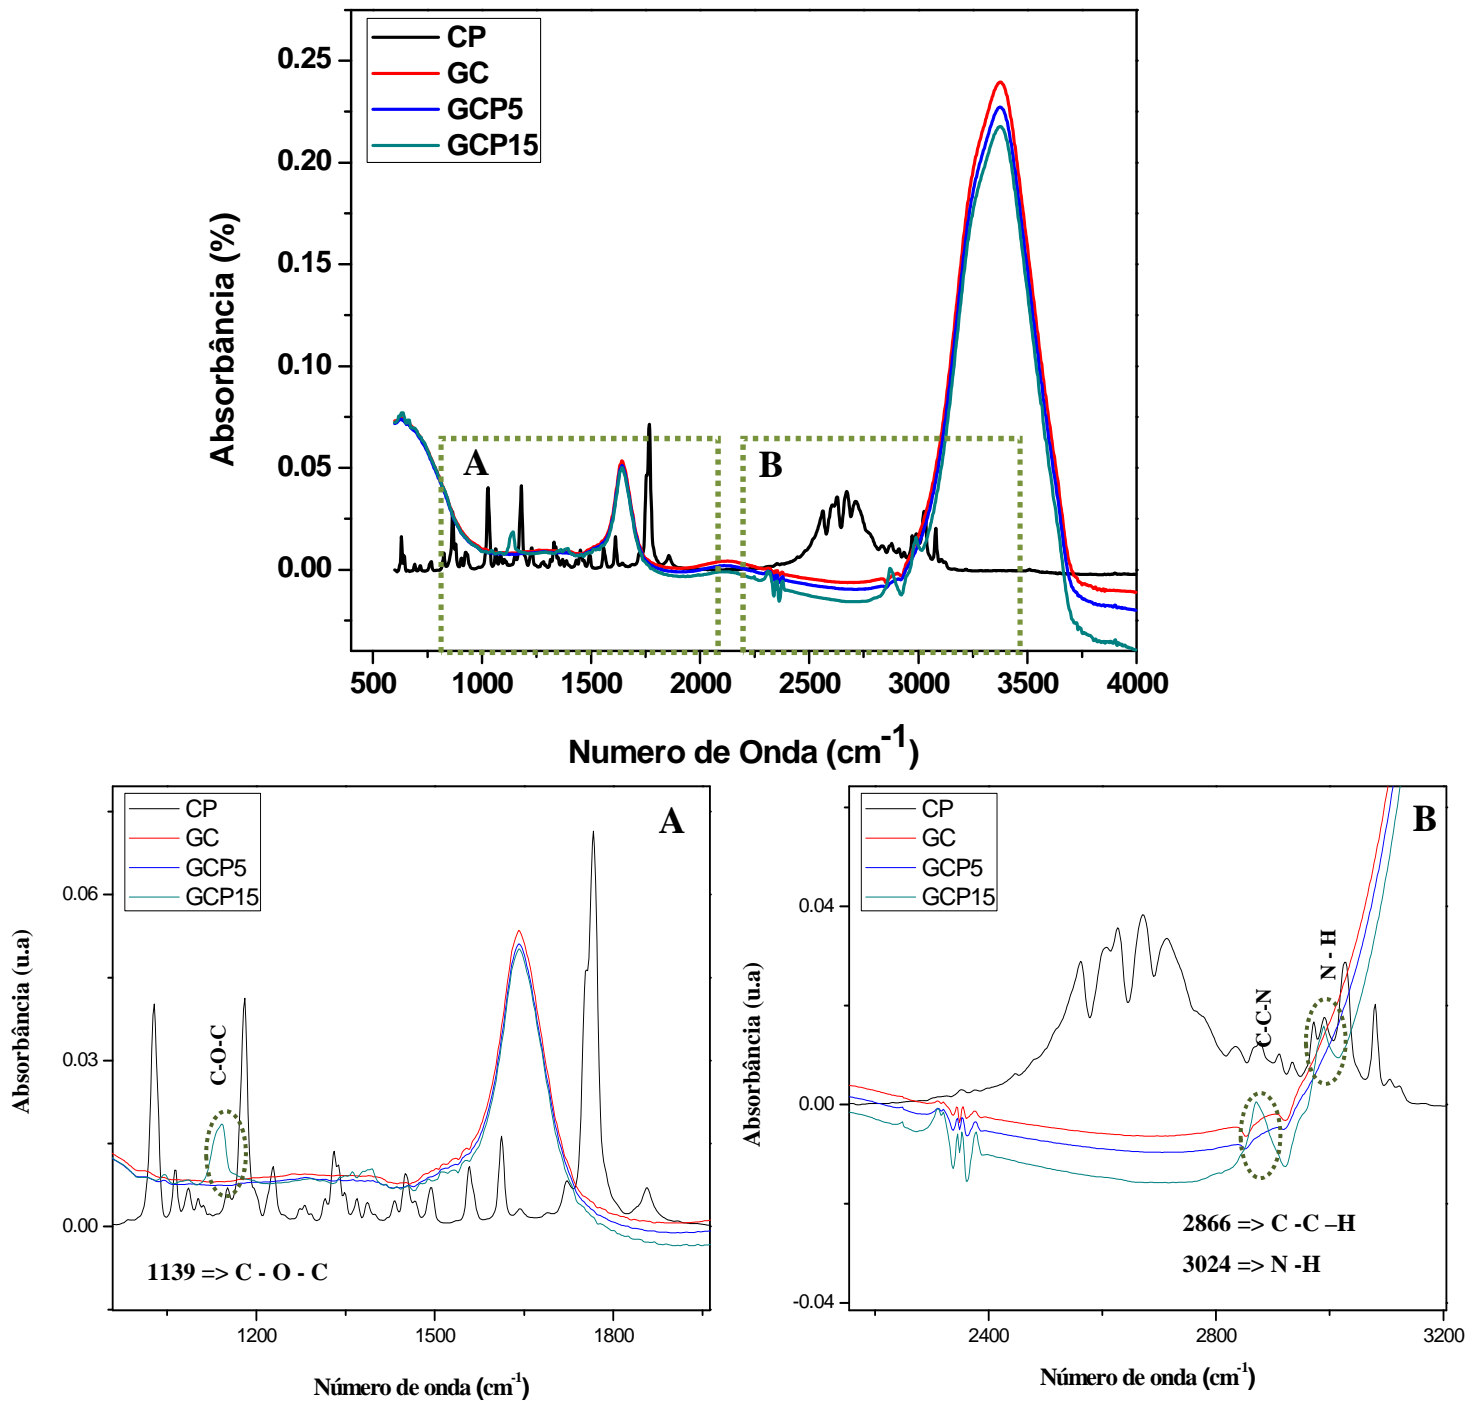 CP
GC
GCP5
GCP15
0.25
0.20
0.15
0.10
0.05
0.00
Absorbância (%)
A
B
500 1000 1500 2000 2500 3000 3500 4000
Numero de Onda (cm-1)
CP
GC
GCP5
GCP15
A
0.06
0.03
0.00
Absorbância (u.a)
C-O-C
1139 => C - O - C
1200 1500 1800
Número de onda (cm-1)
CP
GC
GCP5
GCP15
B
0.04
0.00
-0.04
Absorbância (u.a)
C-C-N
N - H
2866 => C -C –H
3024 => N -H
2400 2800 3200
Número de onda (cm-1)